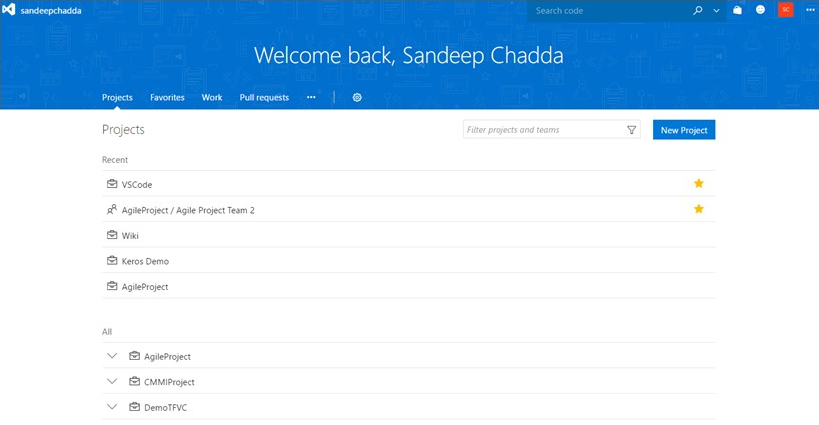 sandeepchadda
Search code
SC
Welcome back, Sandeep Chadda
Projects Favorites Work Pull requests
Projects
Filter projects and teams
New Project
Recent
VSCode
AgileProject / Agile Project Team 2
Wiki
Keros Demo
AgileProject
All
AgileProject
CMMIProject
DemoTFVC